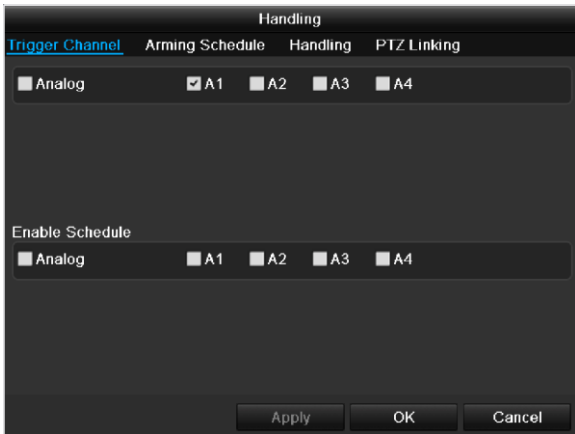 Handling
Trigger Channel Arming Schedule Handling PTZ Linking
Analog A1 A2 A3 A4
Enable Schedule
Analog A1 A2 A3 A4
Apply OK Cancel